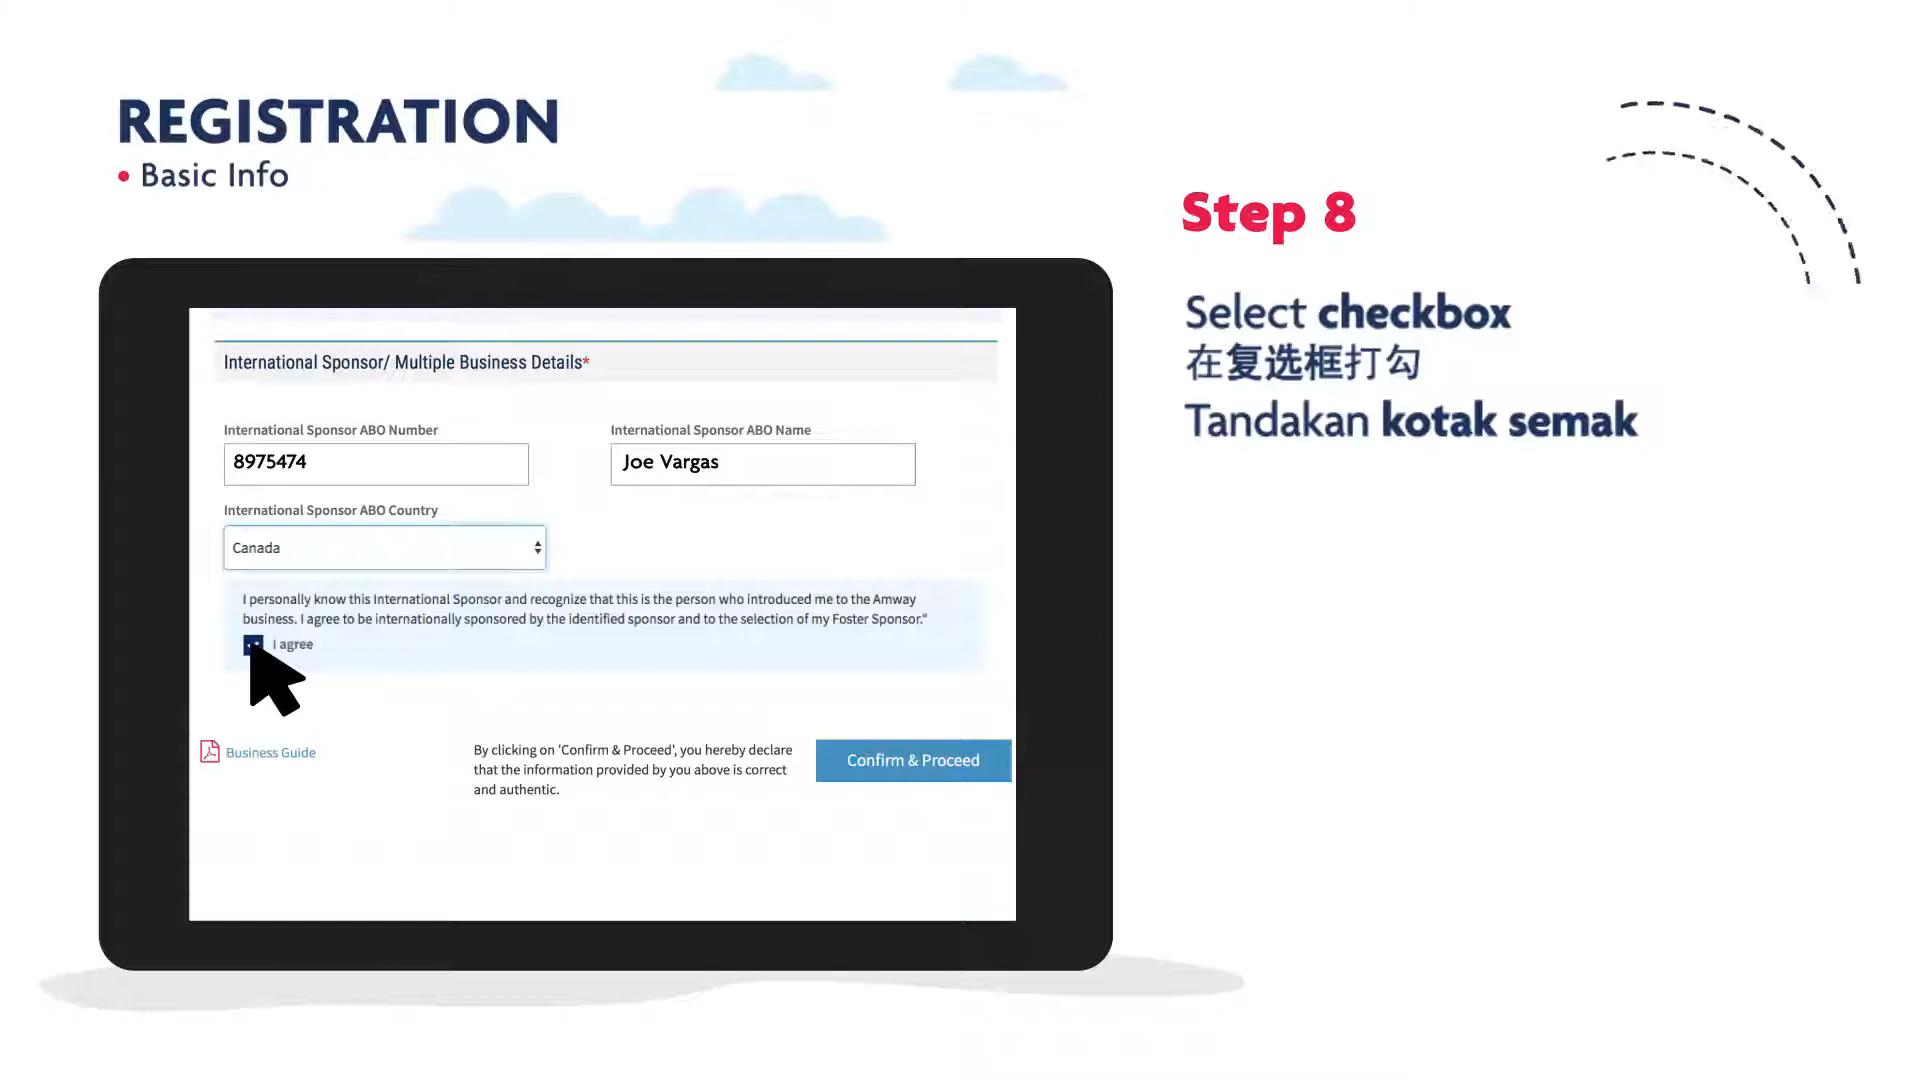 REGISTRATION
• Basic Info
Step 8
Select checkbox
在复选框打勾
Tandakan kotak semak
International Sponsor/ Multiple Business Details*
International Sponsor ABO Number
International Sponsor ABO Name
8975474
Joe Vargas
International Sponsor ABO Country
Canada
I personally know this International Sponsor and recognize that this is the person who introduced me to the Amway
business. I agree to be internationally sponsored by the identified sponsor and to the selection of my Foster Sponsor."
I agree
Business Guide
By clicking on 'Confirm & Proceed', you hereby declare
that the information provided by you above is correct
and authentic.
Confirm & Proceed